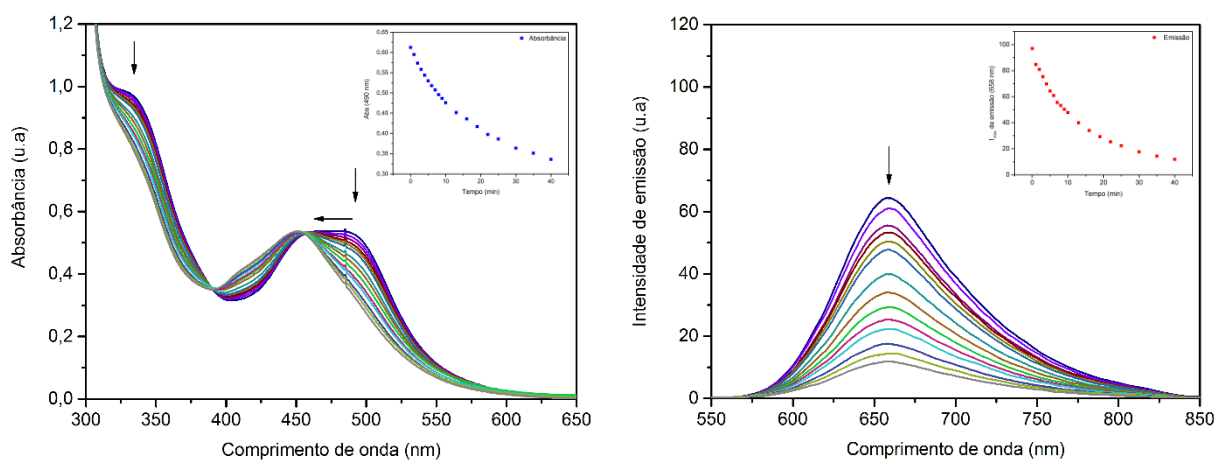 1,2
1,0
0,8
0,6
0,4
0,2
0,0
Absorbância (u.a)
300 350 400 450 500 550 600 650
Comprimento de onda (nm)
0,65
0,60
0,55
0,50
0,45
0,40
0,35
0,30
Abs (490 nm)
Absorbância
0 10 20 30 40
Tempo (min)
120
100
80
60
40
20
0
Intensidade de emissão (u.a)
550 600 650 700 750 800 850
Comprimento de onda (nm)
100
80
60
40
20
0
de emissão (658 nm)
Emissão
0 10 20 30 40
Tempo (min)